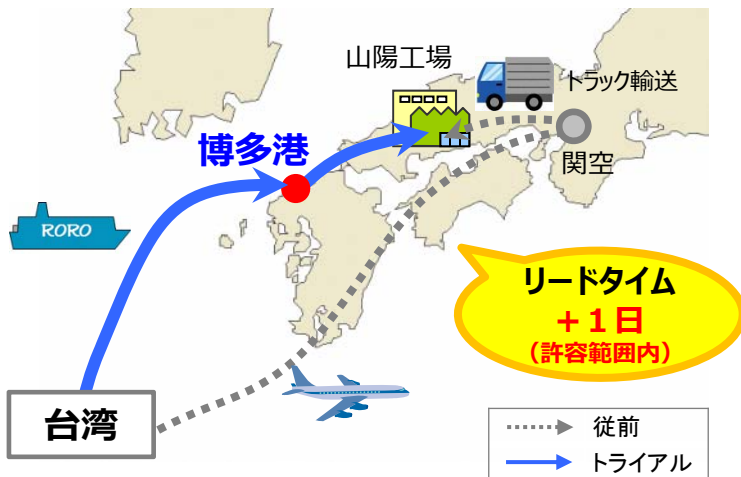 山陽工場
トラック輸送
博多港
関空
RORO
リードタイム
+1日
(許容範囲内)
台湾
従前
トライアル